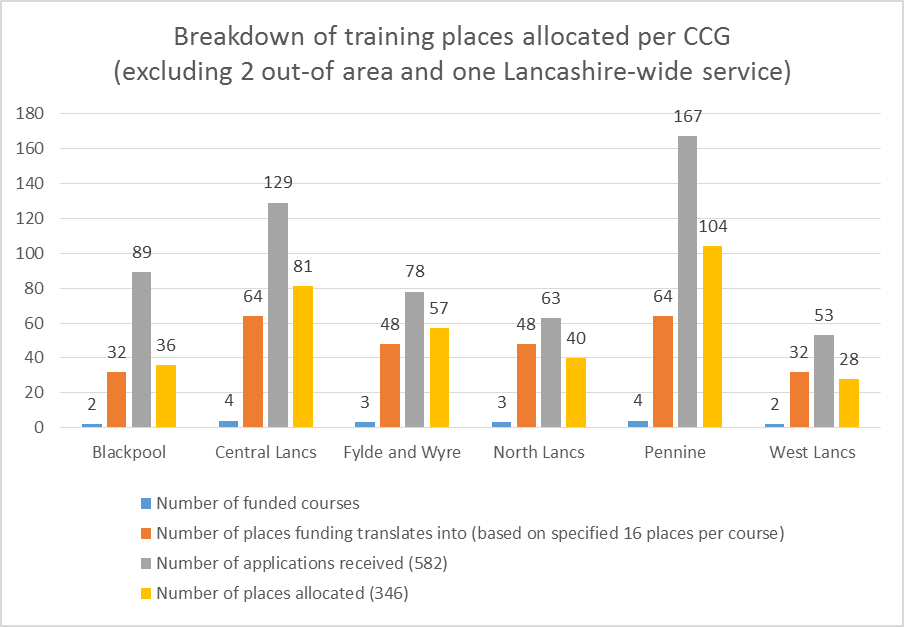 Breakdown of training places allocated per CCG
(excluding 2 out-of area and one Lancashire-wide service)
180
160
140
120
100
80
60
40
20
0
2
32
89
36
4
64
129
81
3
48
78
57
3
48
63
40
4
64
167
104
2
32
53
28
Blackpool
Central Lancs
Fylde and Wyre
North Lancs
Pennine
West Lancs
Number of funded courses
Number of places funding translates into (based on specified 16 places per course)
Number of applications received (582)
Number of places allocated (346)